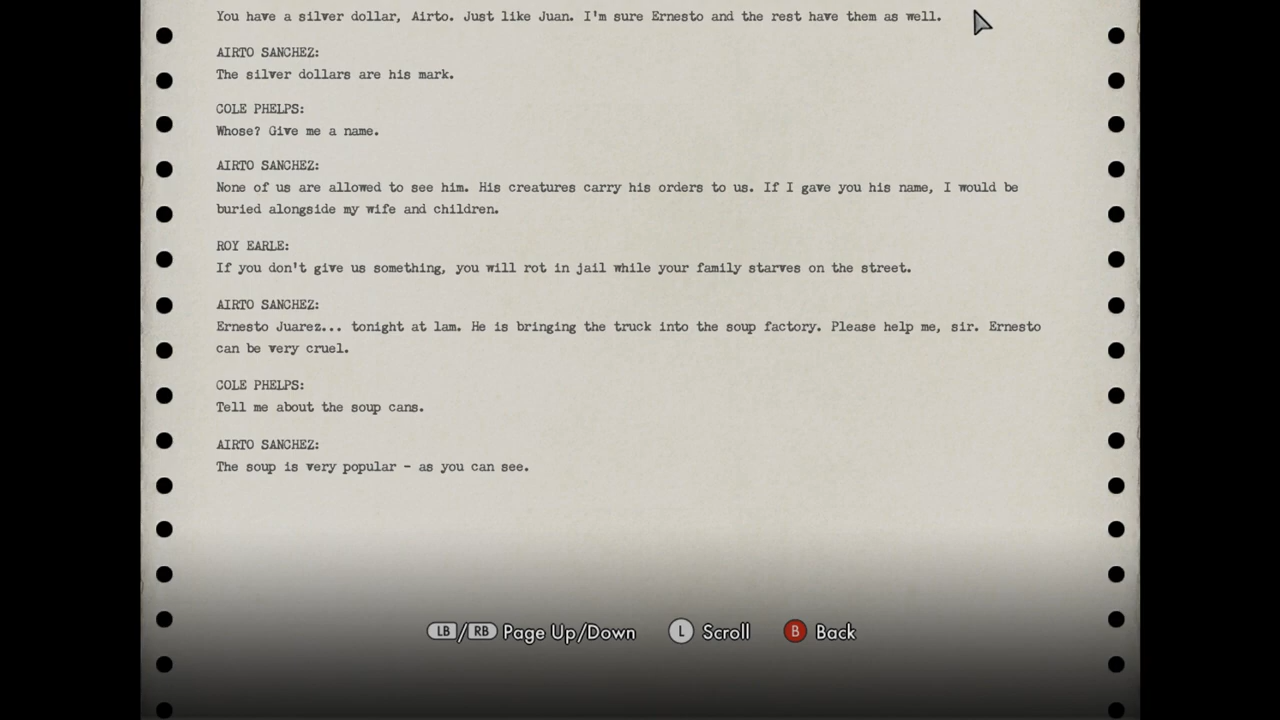 You have a silver dollar, Airto. Just like Juan. I'm sure Ernesto and the rest have them as well.
AIRTO SANCHEZ:
The silver dollars are his mark.
COLE PHELPS:
Whose? Give me a name.
AIRTO SANCHEZ:
None of us are allowed to see him. His creatures carry his orders to us. If I gave you his name, I would be
buried alongside my wife and children.
ROY EARLE:
If you don't give us something, you will rot in jail while your family starves on the street.
AIRTO SANCHEZ:
Ernesto Juarez... tonight at 1am. He is bringing the truck into the soup factory. Please help me, sir. Ernesto
can be very cruel.
COLE PHELPS:
Tell me about the soup cans.
AIRTO SANCHEZ:
The soup is very popular - as you can see.
LB/RB Page Up/Down L Scroll B Back